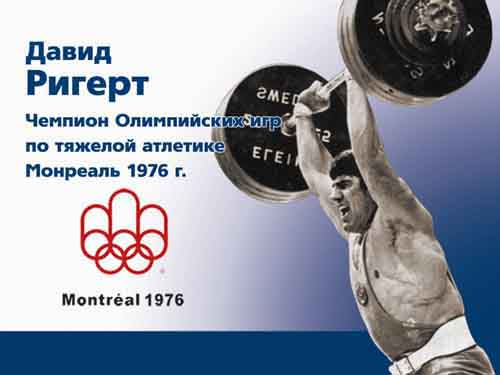 Давид
Ригерт
Чемпион Олимпийских игр
по тяжелой атлетике
Монреаль 1976 г.
Montréal 1976